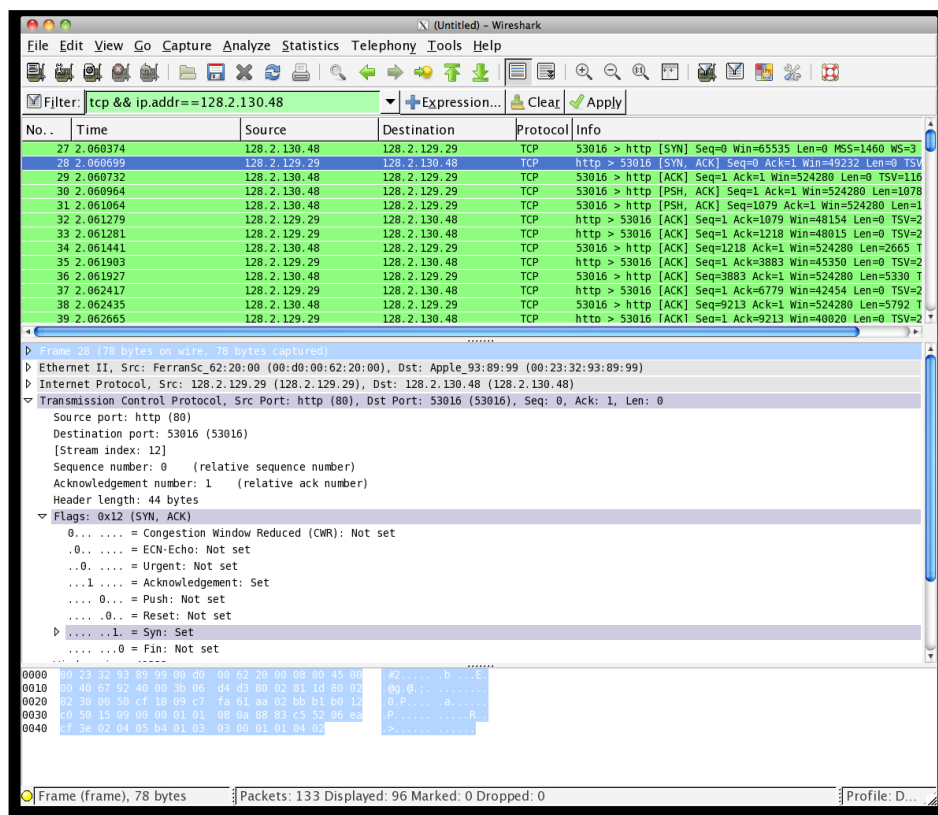 (Untitled) – Wireshark
File Edit View Go Capture Analyze Statistics Telephony Tools Help
Filter: tcp && ip.addr==128.2.130.48 Expression... Clear Apply
No. . Time Source Destination Protocol Info
27 2.060374 128.2.130.48 128.2.129.29 TCP 53016 > http [SYN] Seq=0 Win=65535 Len=0 MSS=1460 WS=3
28 2.060699 128.2.129.29 128.2.130.48 TCP http > 53016 [SYN, ACK] Seq=0 Ack=1 Win=49232 Len=0 TSV
29 2.060732 128.2.130.48 128.2.129.29 TCP 53016 > http [ACK] Seq=1 Ack=1 Win=524280 Len=0 TSV=116
30 2.060964 128.2.130.48 128.2.129.29 TCP 53016 > http [PSH, ACK] Seq=1 Ack=1 Win=524280 Len=1078
31 2.061064 128.2.130.48 128.2.129.29 TCP 53016 > http [PSH, ACK] Seq=1079 Ack=1 Win=524280 Len=1
32 2.061279 128.2.129.29 128.2.130.48 TCP http > 53016 [ACK] Seq=1 Ack=1079 Win=48154 Len=0 TSV=2
33 2.061281 128.2.129.29 128.2.130.48 TCP http > 53016 [ACK] Seq=1 Ack=1218 Win=48015 Len=0 TSV=2
34 2.061441 128.2.130.48 128.2.129.29 TCP 53016 > http [ACK] Seq=1218 Ack=1 Win=524280 Len=2665 T
35 2.061903 128.2.129.29 128.2.130.48 TCP http > 53016 [ACK] Seq=1 Ack=3883 Win=45350 Len=0 TSV=2
36 2.061927 128.2.130.48 128.2.129.29 TCP 53016 > http [ACK] Seq=3883 Ack=1 Win=524280 Len=5330 T
37 2.062417 128.2.129.29 128.2.130.48 TCP http > 53016 [ACK] Seq=1 Ack=6779 Win=42454 Len=0 TSV=2
38 2.062435 128.2.130.48 128.2.129.29 TCP 53016 > http [ACK] Seq=9213 Ack=1 Win=524280 Len=5792 T
39 2.062665 128.2.129.29 128.2.130.48 TCP http > 53016 [ACK] Seq=1 Ack=9213 Win=40020 Len=0 TSV=2
Frame 28 (78 bytes on wire, 78 bytes captured)
Ethernet II, Src: FerranSc_62:20:00 (00:d0:00:62:20:00), Dst: Apple_93:89:99 (00:23:32:93:89:99)
Internet Protocol, Src: 128.2.129.29 (128.2.129.29), Dst: 128.2.130.48 (128.2.130.48)
Transmission Control Protocol, Src Port: http (80), Dst Port: 53016 (53016), Seq: 0, Ack: 1, Len: 0
Source port: http (80)
Destination port: 53016 (53016)
[Stream index: 12]
Sequence number: 0 (relative sequence number)
Acknowledgement number: 1 (relative ack number)
Header length: 44 bytes
Flags: 0x12 (SYN, ACK)
0... .... = Congestion Window Reduced (CWR): Not set
.0.. .... = ECN-Echo: Not set
..0. .... = Urgent: Not set
...1 .... = Acknowledgement: Set
.... 0... = Push: Not set
.... .0.. = Reset: Not set
.... ..1. = Syn: Set
.... ...0 = Fin: Not set
0000 00 23 32 93 89 99 00 d0 00 62 20 00 08 00 45 00 .#2..... .b ...E.
0010 00 40 67 92 40 00 3b 06 d4 d3 80 02 81 1d 80 02 .@g.@.;. ........
0020 82 30 00 50 cf 18 09 c7 fa 61 aa 02 bb b1 b0 12 .0.P.... .a......
0030 c0 50 15 09 00 00 01 01 08 0a 88 83 c5 52 06 ea .P...... .....R..
0040 cf 3e 02 04 05 b4 01 03 03 00 01 01 04 02 .>...... ......
Frame (frame), 78 bytes Packets: 133 Displayed: 96 Marked: 0 Dropped: 0 Profile: D...